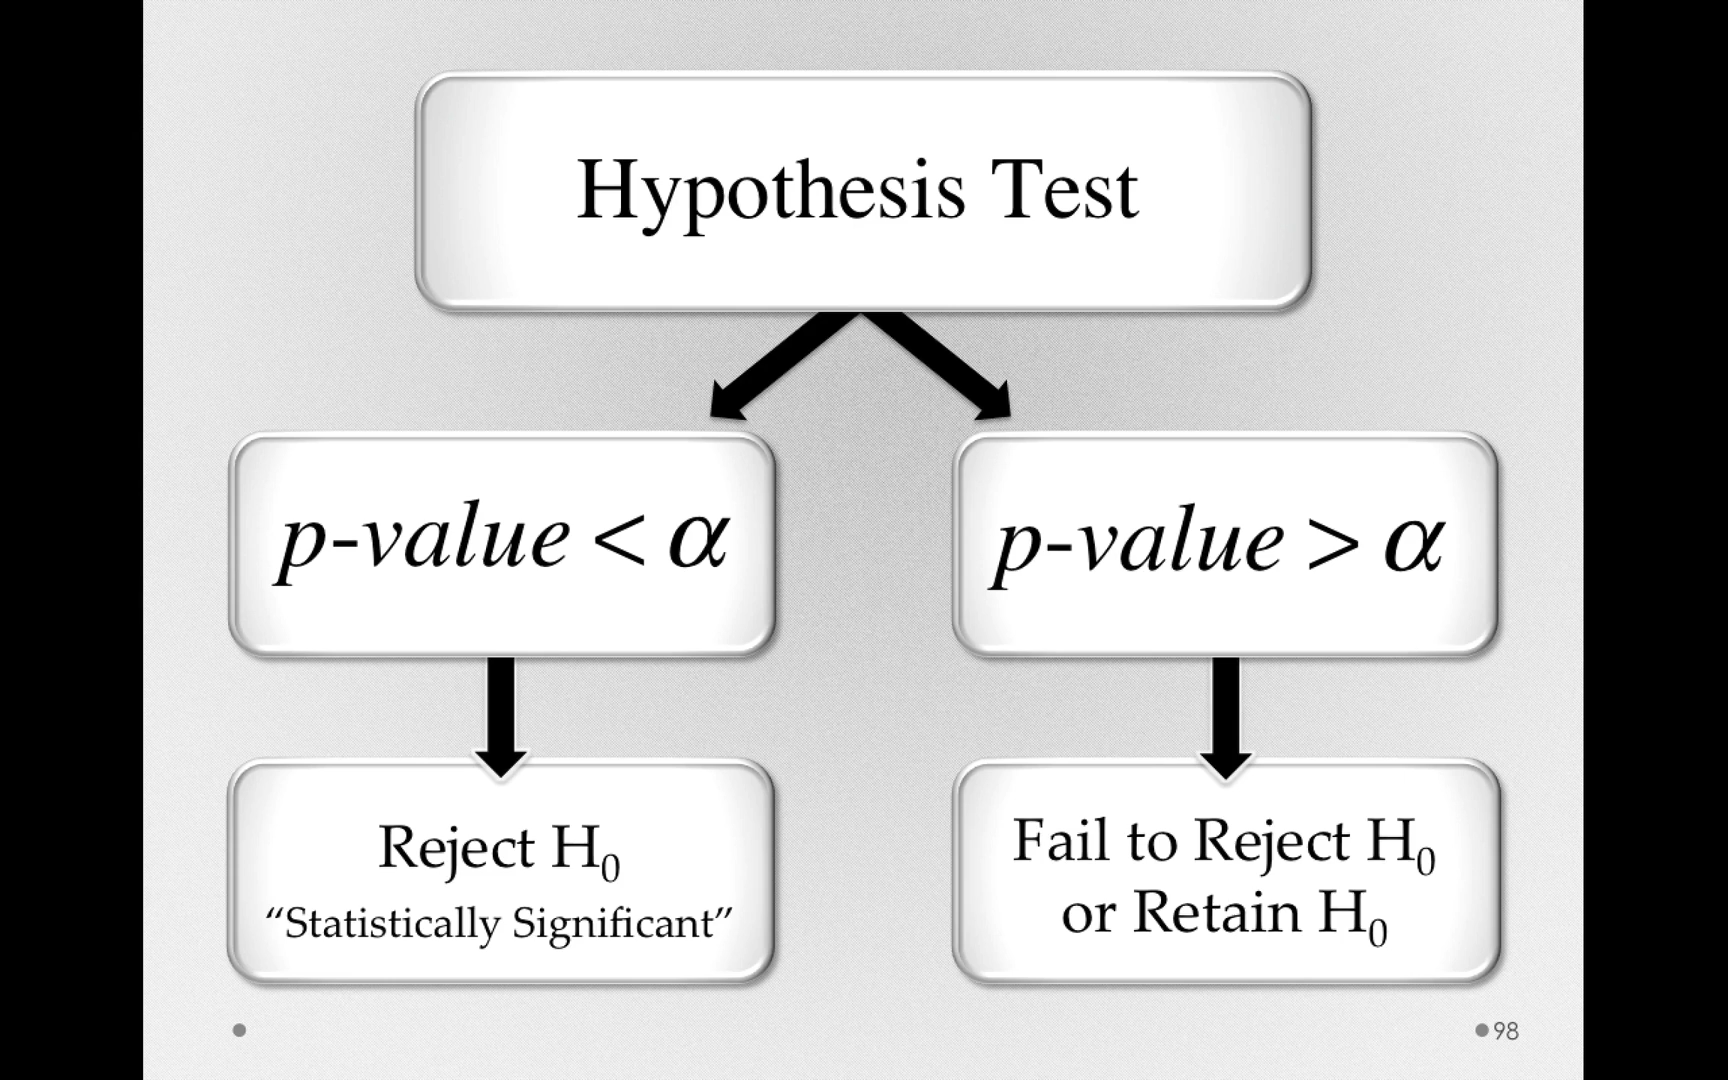 Hypothesis Test
p-value < α
p-value > α
Reject H₀
“Statistically Significant”
Fail to Reject H₀
or Retain H₀
98